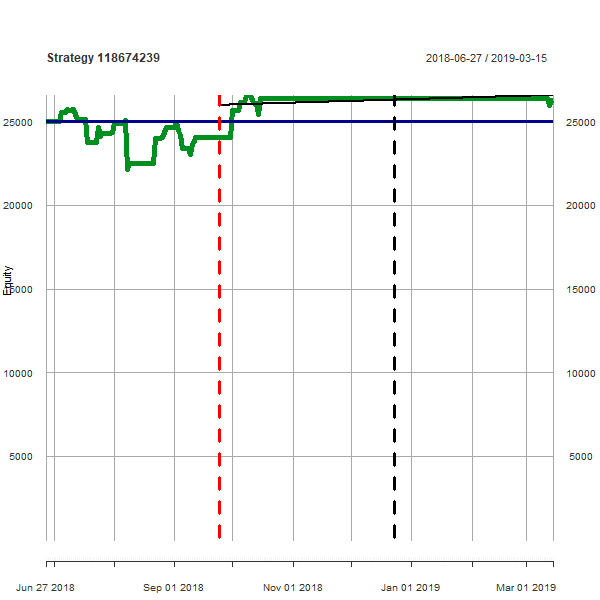 Strategy 118674239
2018-06-27 / 2019-03-15
25000 25000
20000 20000
Equity
15000 15000
10000 10000
5000 5000
Jun 27 2018 Sep 01 2018 Nov 01 2018 Jan 01 2019 Mar 01 2019